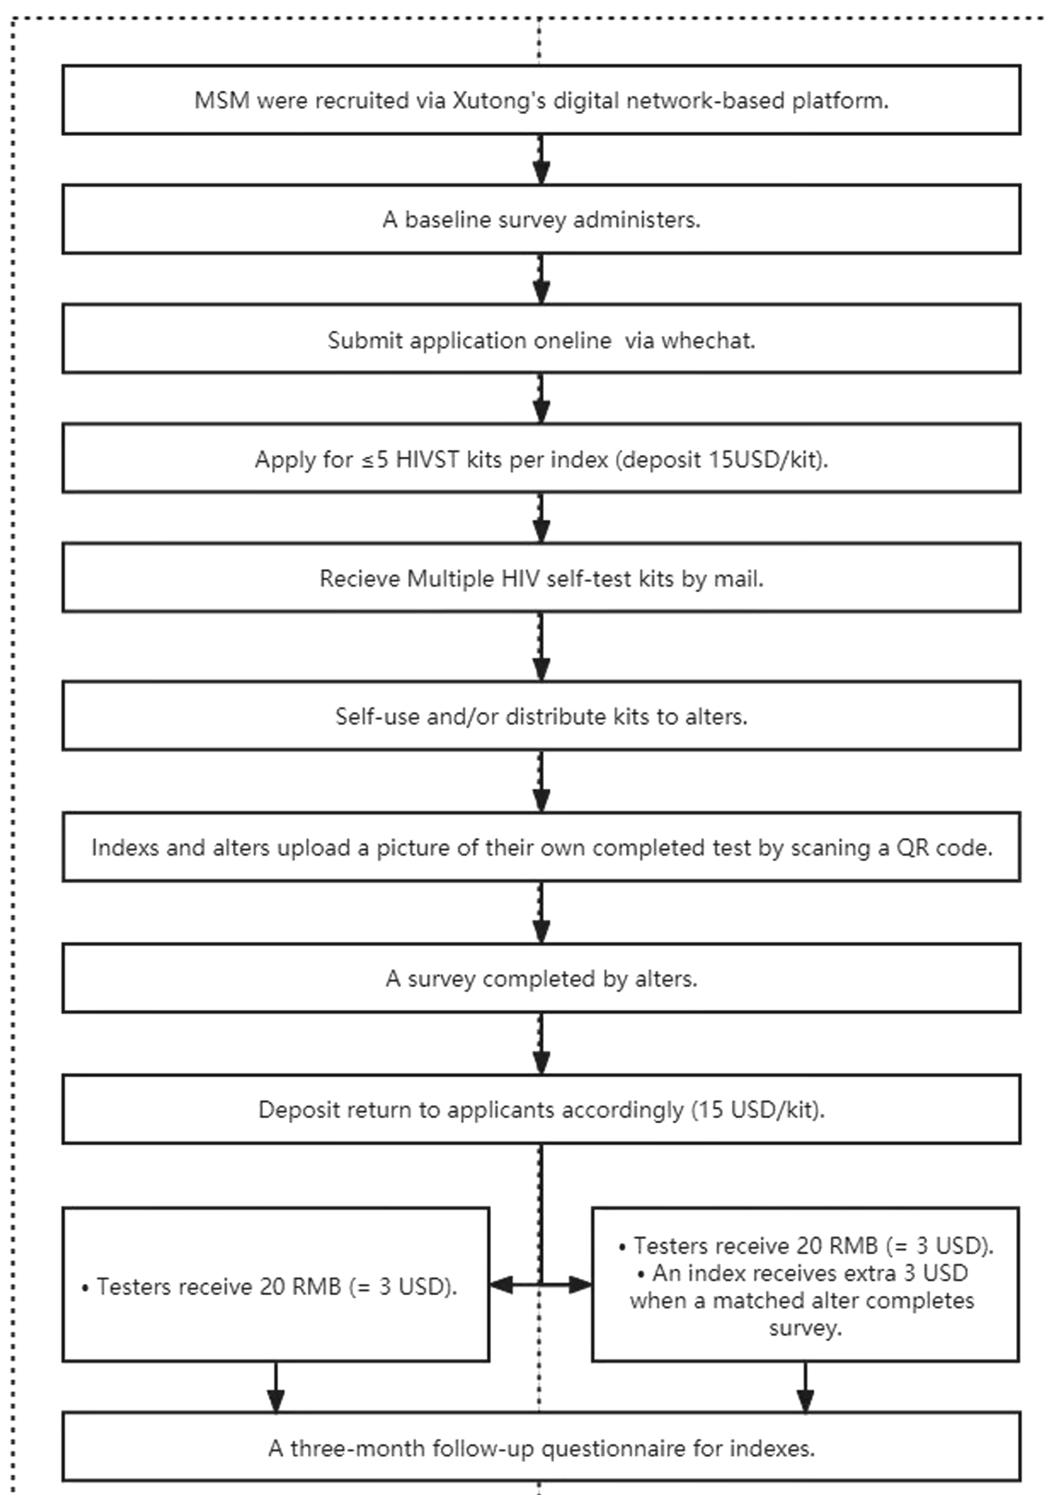 MSM were recruited via Xutong's digital network-based platform.
A baseline survey administers.
Submit application oneline  via whechat.
Apply for ≤5 HIVST kits per index (deposit 15USD/kit).
Recieve Multiple HIV self-test kits by mail.
Self-use and/or distribute kits to alters.
Indexs and alters upload a picture of their own completed test by scaning a QR code.
A survey completed by alters.
Deposit return to applicants accordingly (15 USD/kit).
• Testers receive 20 RMB (= 3 USD).
• Testers receive 20 RMB (= 3 USD).
• An index receives extra 3 USD
when a matched alter completes
survey.
A three-month follow-up questionnaire for indexes.